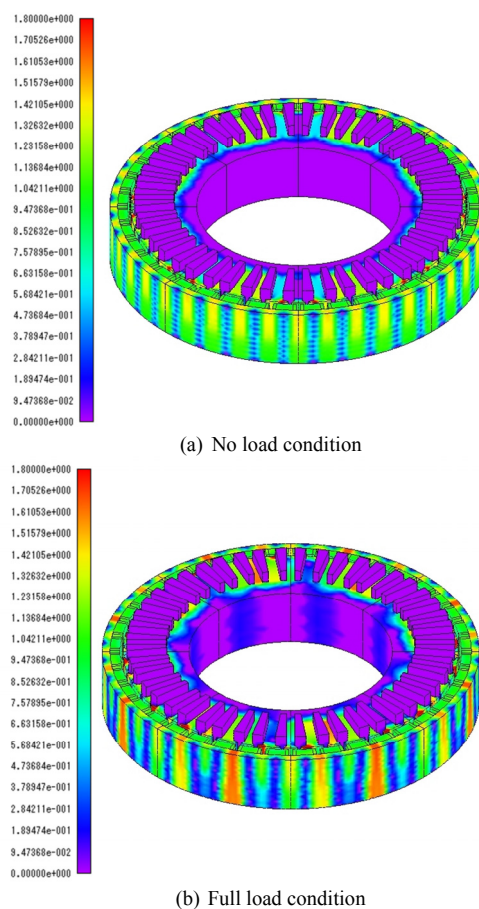 1.80000e+000
1.70526e+000
1.61053e+000
1.51579e+000
1.42105e+000
1.32632e+000
1.23158e+000
1.13684e+000
1.04211e+000
9.47368e-001
8.52632e-001
7.57895e-001
6.63158e-001
5.68421e-001
4.73684e-001
3.78947e-001
2.84211e-001
1.89474e-001
9.47368e-002
0.00000e+000
(a) No load condition
1.80000e+000
1.70526e+000
1.61053e+000
1.51579e+000
1.42105e+000
1.32632e+000
1.23158e+000
1.13684e+000
1.04211e+000
9.47368e-001
8.52632e-001
7.57895e-001
6.63158e-001
5.68421e-001
4.73684e-001
3.78947e-001
2.84211e-001
1.89474e-001
9.47368e-002
0.00000e+000
(b) Full load condition